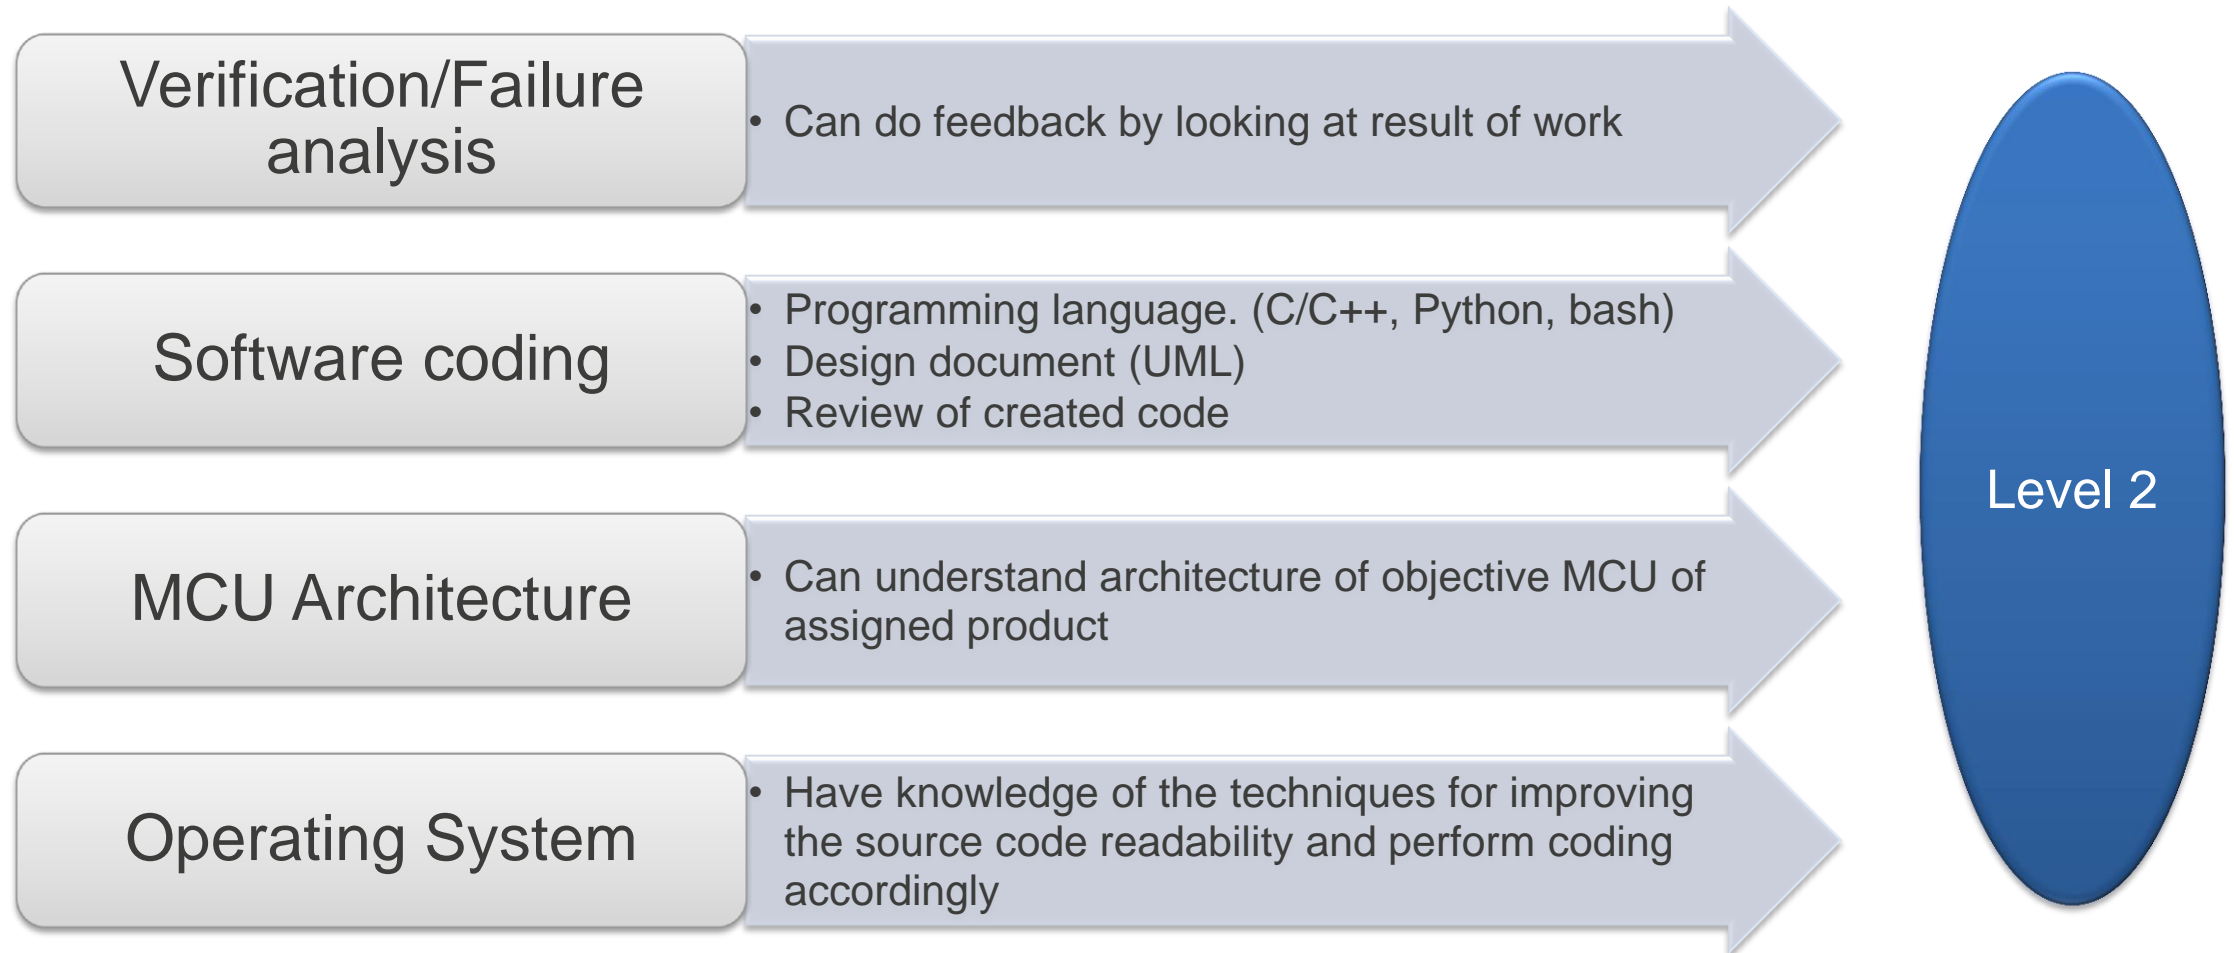 Verification/Failure
analysis
• Can do feedback by looking at result of work
Software coding
• Programming language. (C/C++, Python, bash)
• Design document (UML)
• Review of created code
MCU Architecture
• Can understand architecture of objective MCU of
assigned product
Operating System
• Have knowledge of the techniques for improving
the source code readability and perform coding
accordingly
Level 2